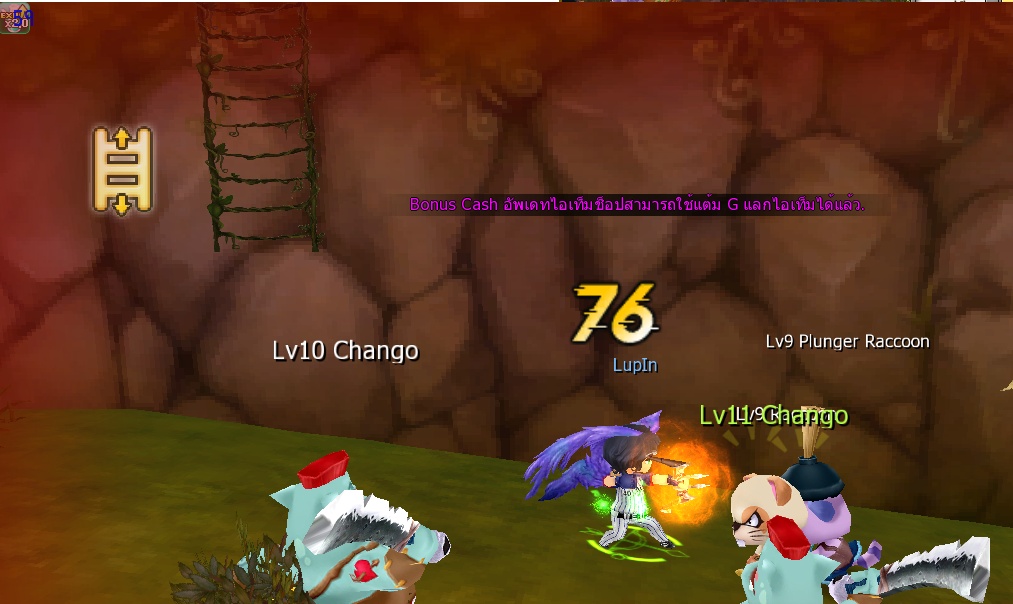 Bonus Cash อัพเดทไอเท็มช็อปสามารถใช้แต้ม G แลกไอเท็มได้แล้ว.
76
Lv9 Plunger Raccoon
Lv10 Chango
LupIn
Lv11 Chango
Lv9